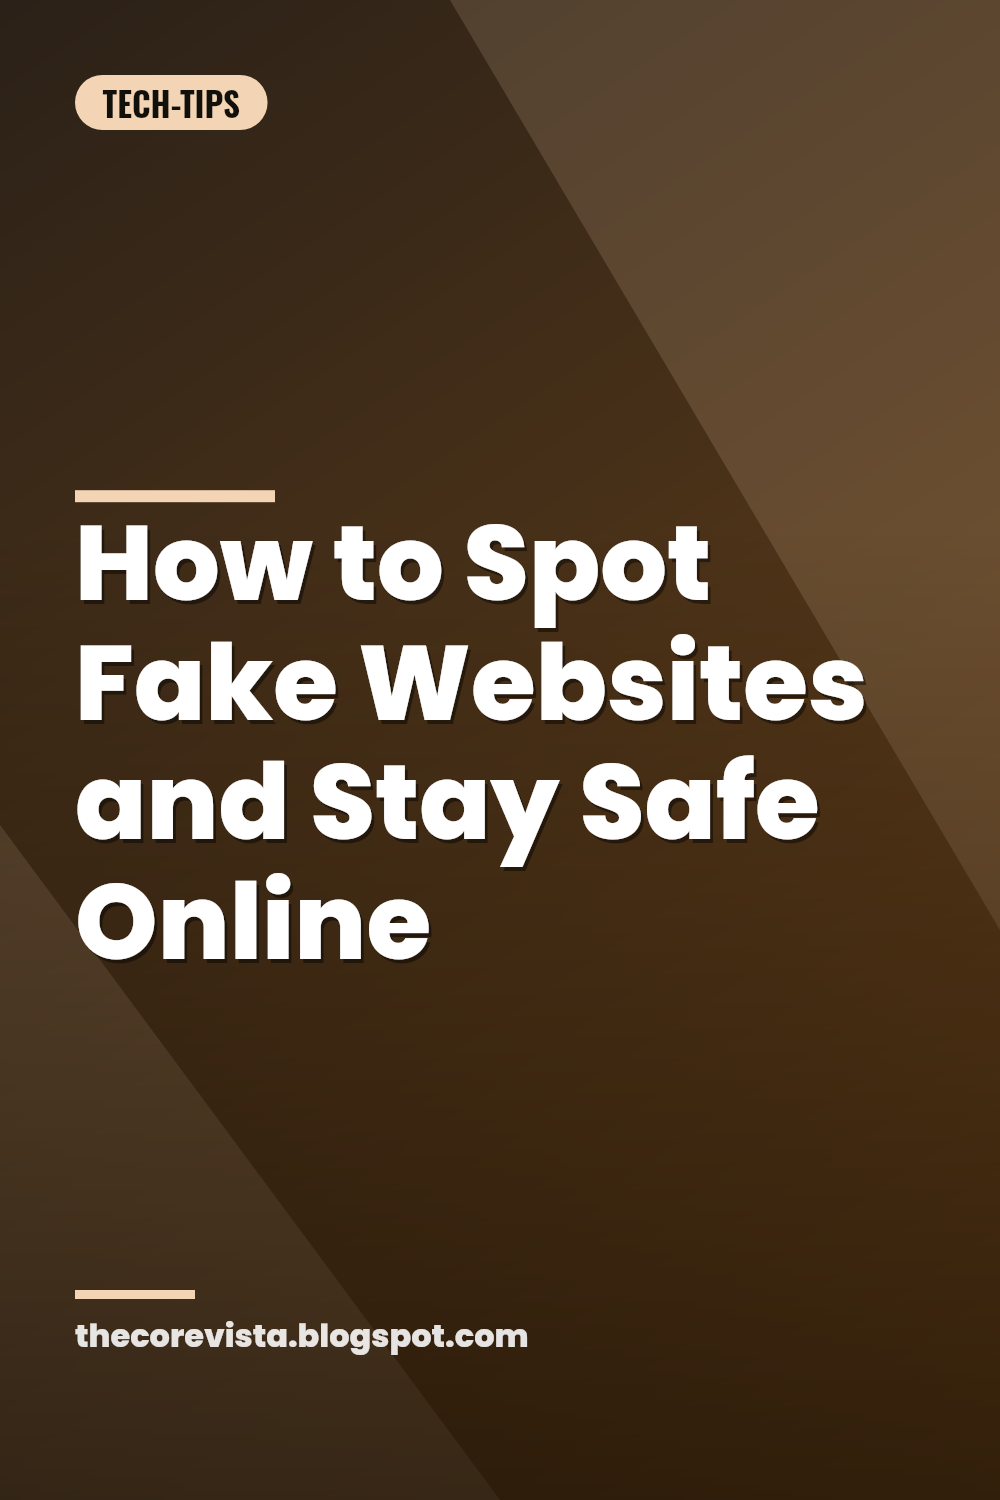 TECH-TIPS
How to Spot
Fake Websites
and Stay Safe
Online
thecorevista.blogspot.com